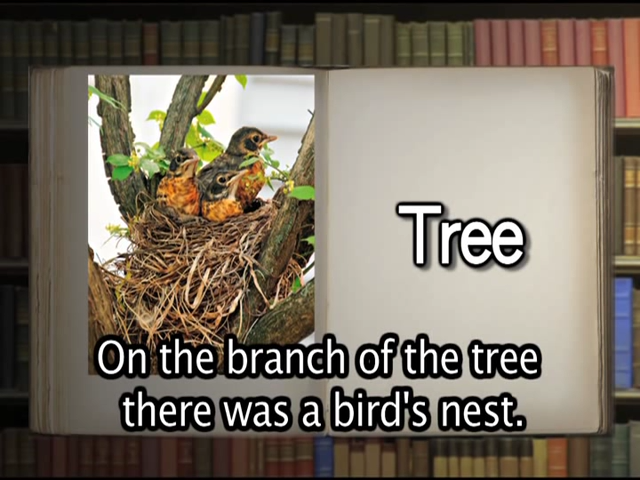 Tree
On the branch of the tree
there was a bird's nest.